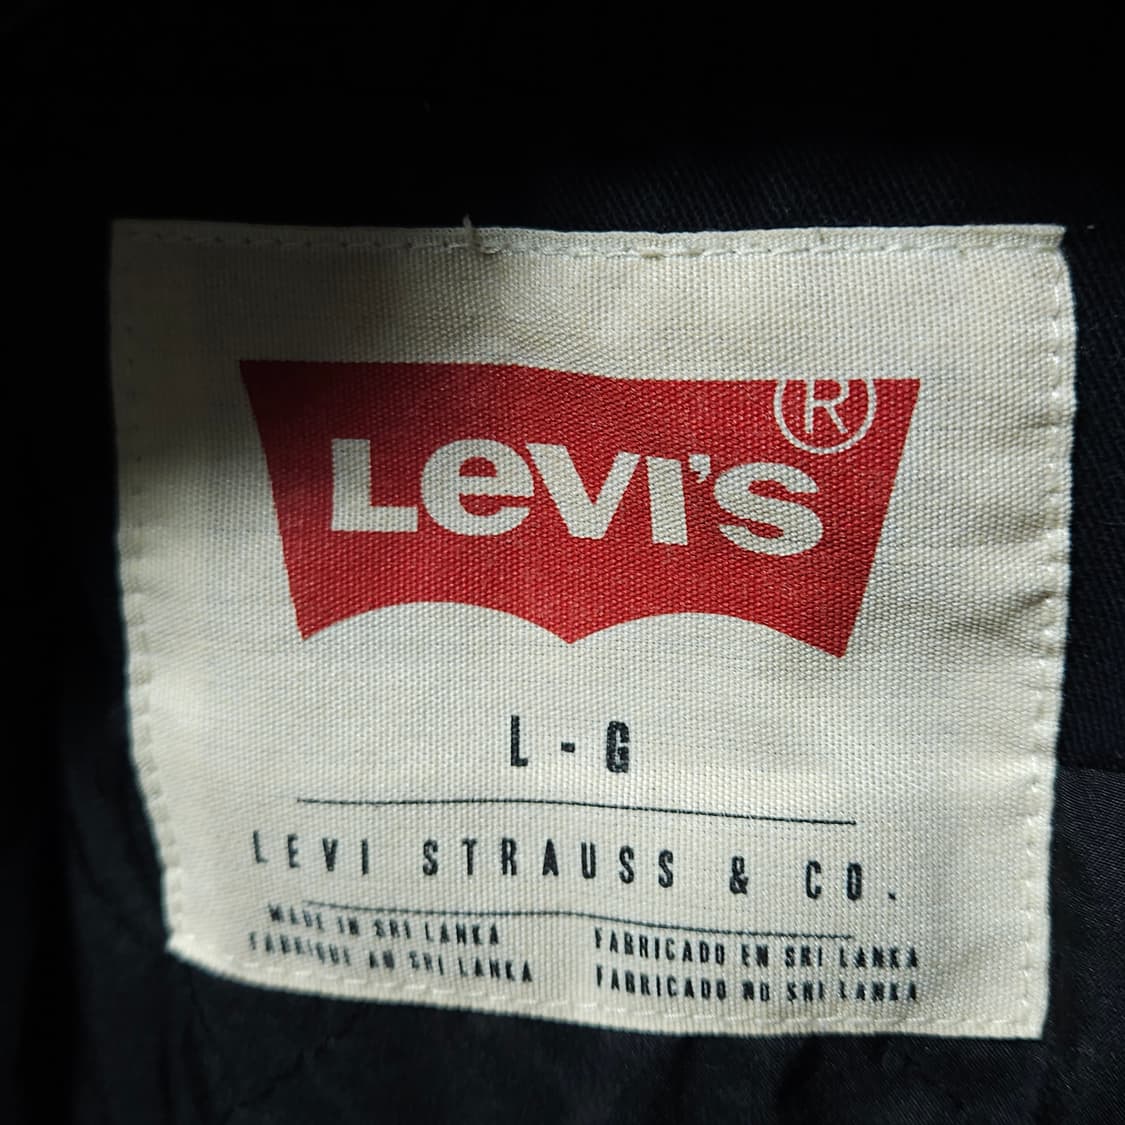 Levi's®
L - G
LEVI STRAUSS & CO.
MADE IN SRI LANKA
FABRIQUE AU SRI LANKA
FABRICADO EN SRI LANKA
FABRICADO NO SRI LANKA